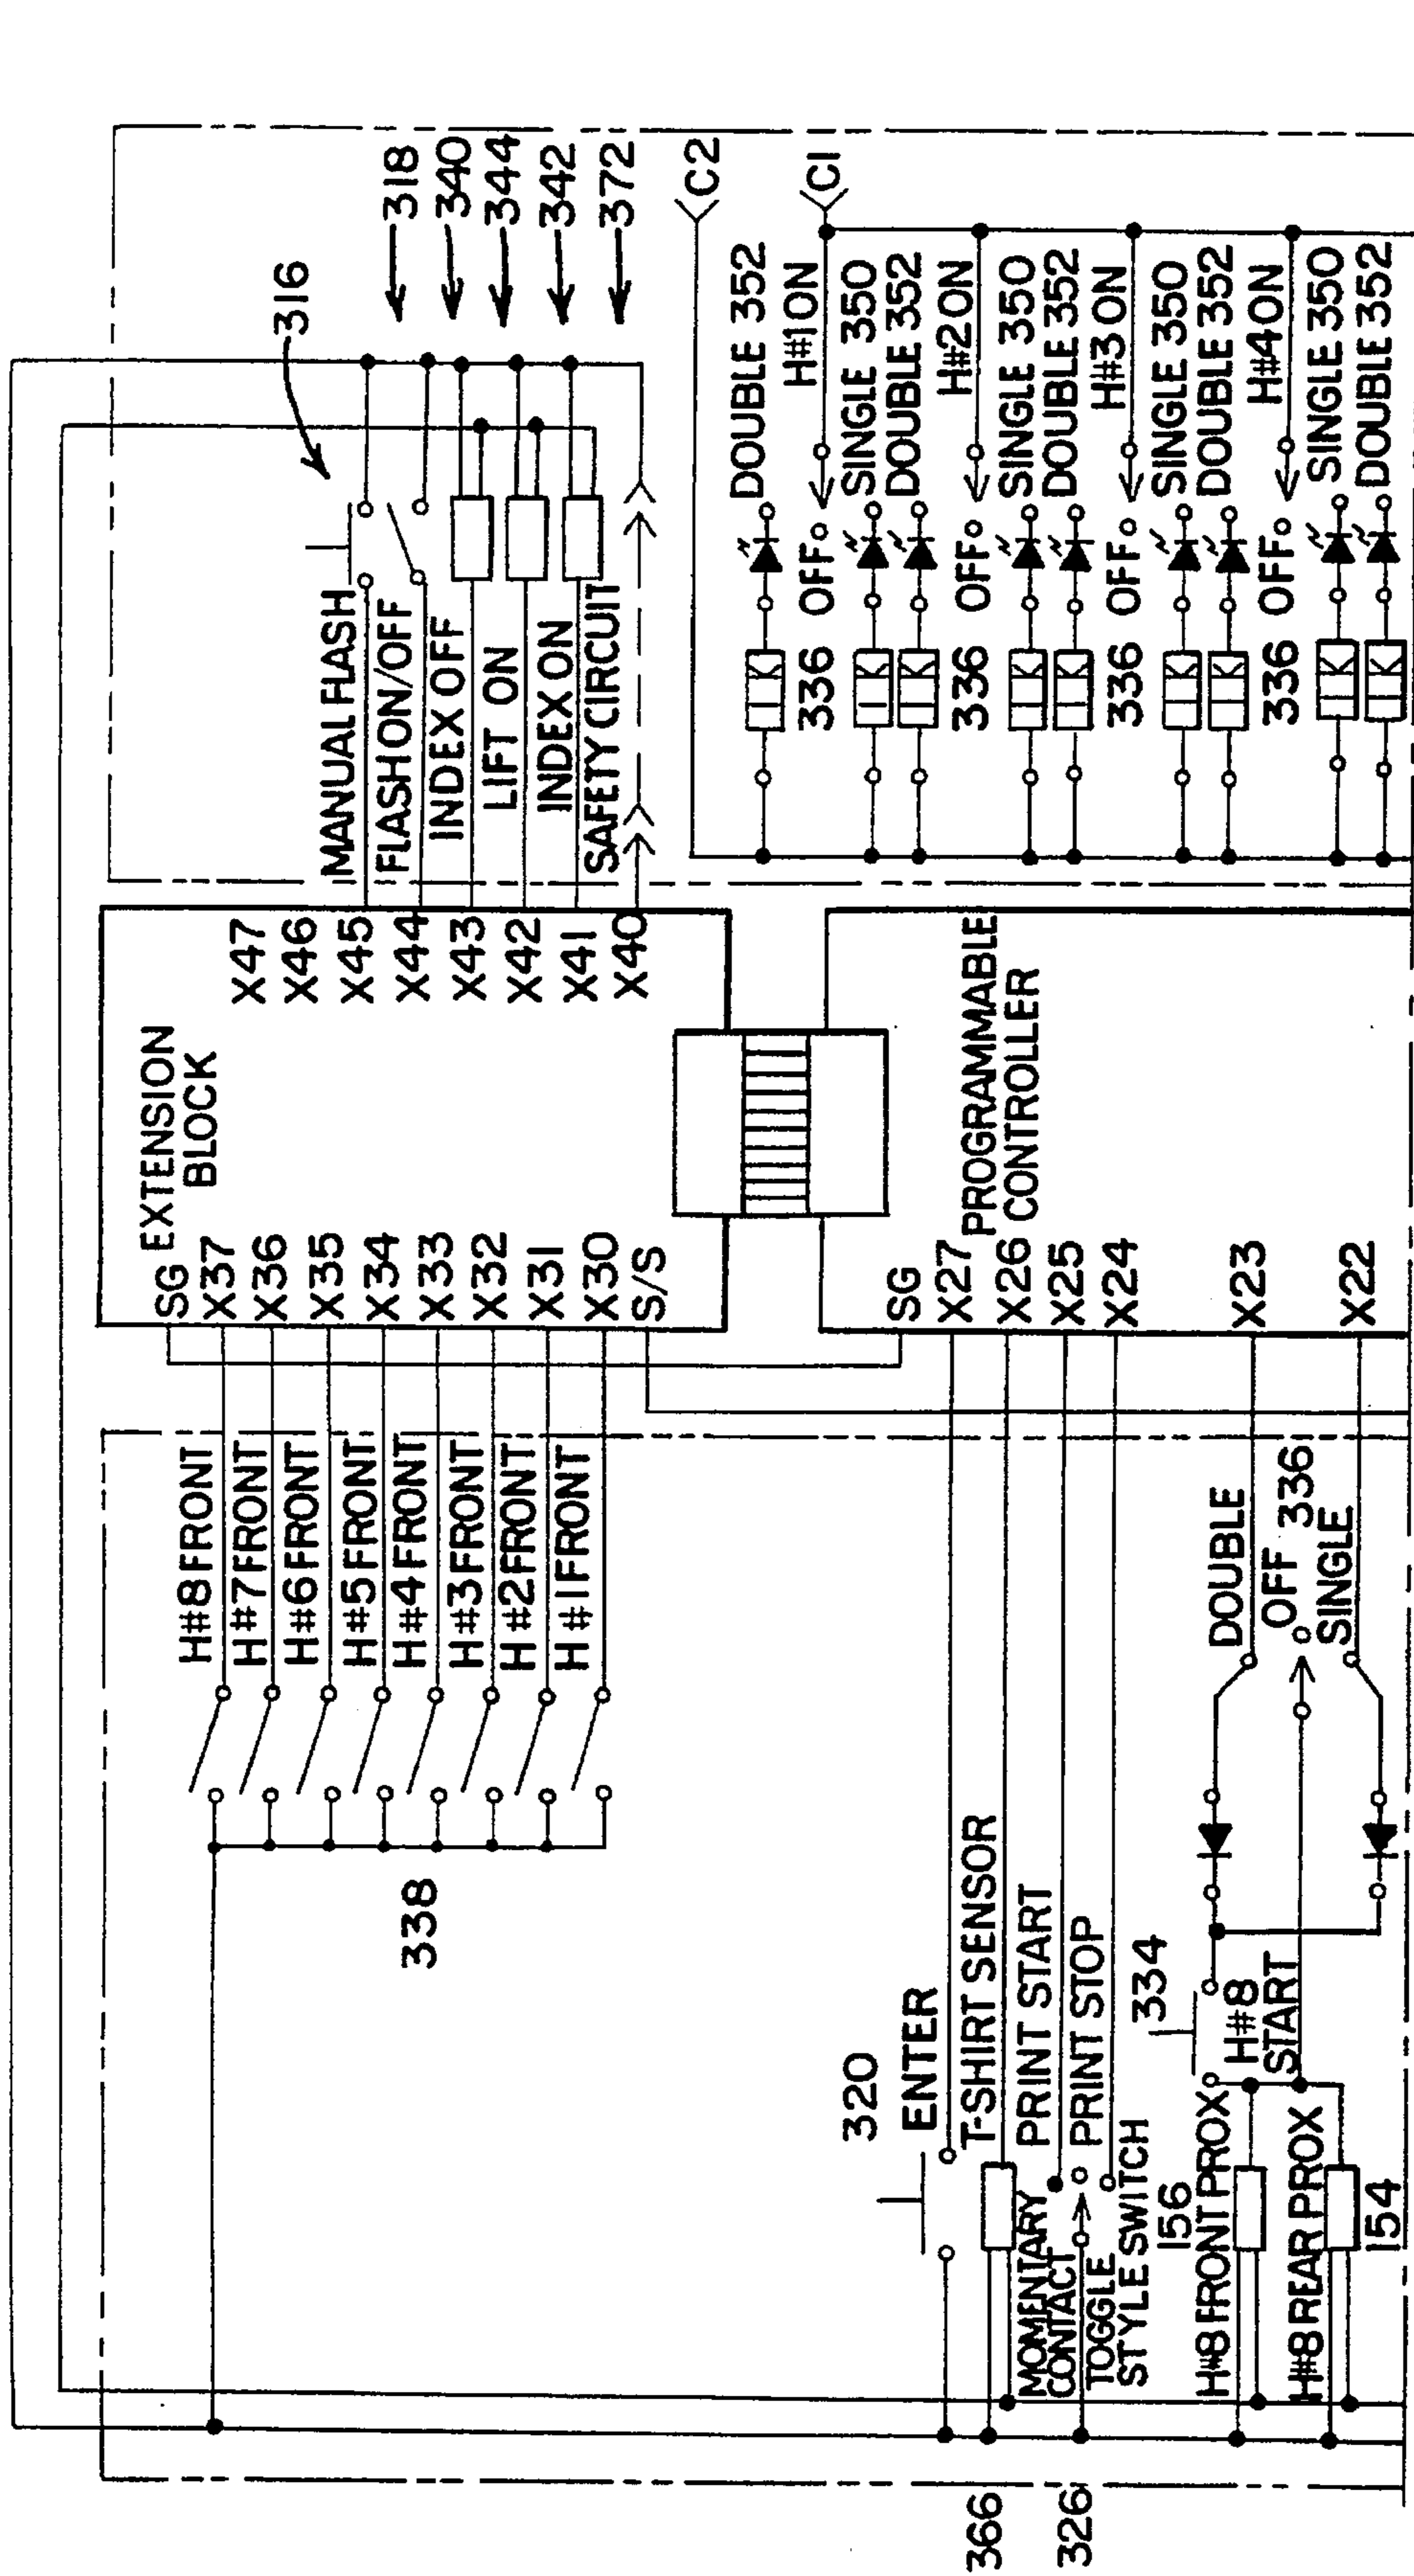 316
318
340
344
342
372
C2
C1
MANUAL FLASH
FLASH ON/OFF
INDEX OFF
LIFT ON
INDEX ON
SAFETY CIRCUIT
DOUBLE 352
H#1 ON
OFF
336
SINGLE 350
DOUBLE 352
H#2 ON
OFF
336
SINGLE 350
DOUBLE 352
H#3 ON
OFF
336
SINGLE 350
DOUBLE 352
H#4 ON
OFF
336
SINGLE 350
DOUBLE 352
X47
X46
X45
X44
X43
X42
X41
X40
EXTENSION
BLOCK
SG
X37
X36
X35
X34
X33
X32
X31
X30
S/S
PROGRAMMABLE
CONTROLLER
SG
X27
X26
X25
X24
X23
X22
H#8 FRONT
H#7 FRONT
H#6 FRONT
H#5 FRONT
H#4 FRONT
H#3 FRONT
H#2 FRONT
H#1 FRONT
338
DOUBLE
OFF 336
SINGLE
320
ENTER
T-SHIRT SENSOR
PRINT START
PRINT STOP
334
H#8
START
MOMENTARY
CONTACT
TOGGLE
STYLE SWITCH
156
H#8 FRONT PROX
H#8 REAR PROX
154
366
326